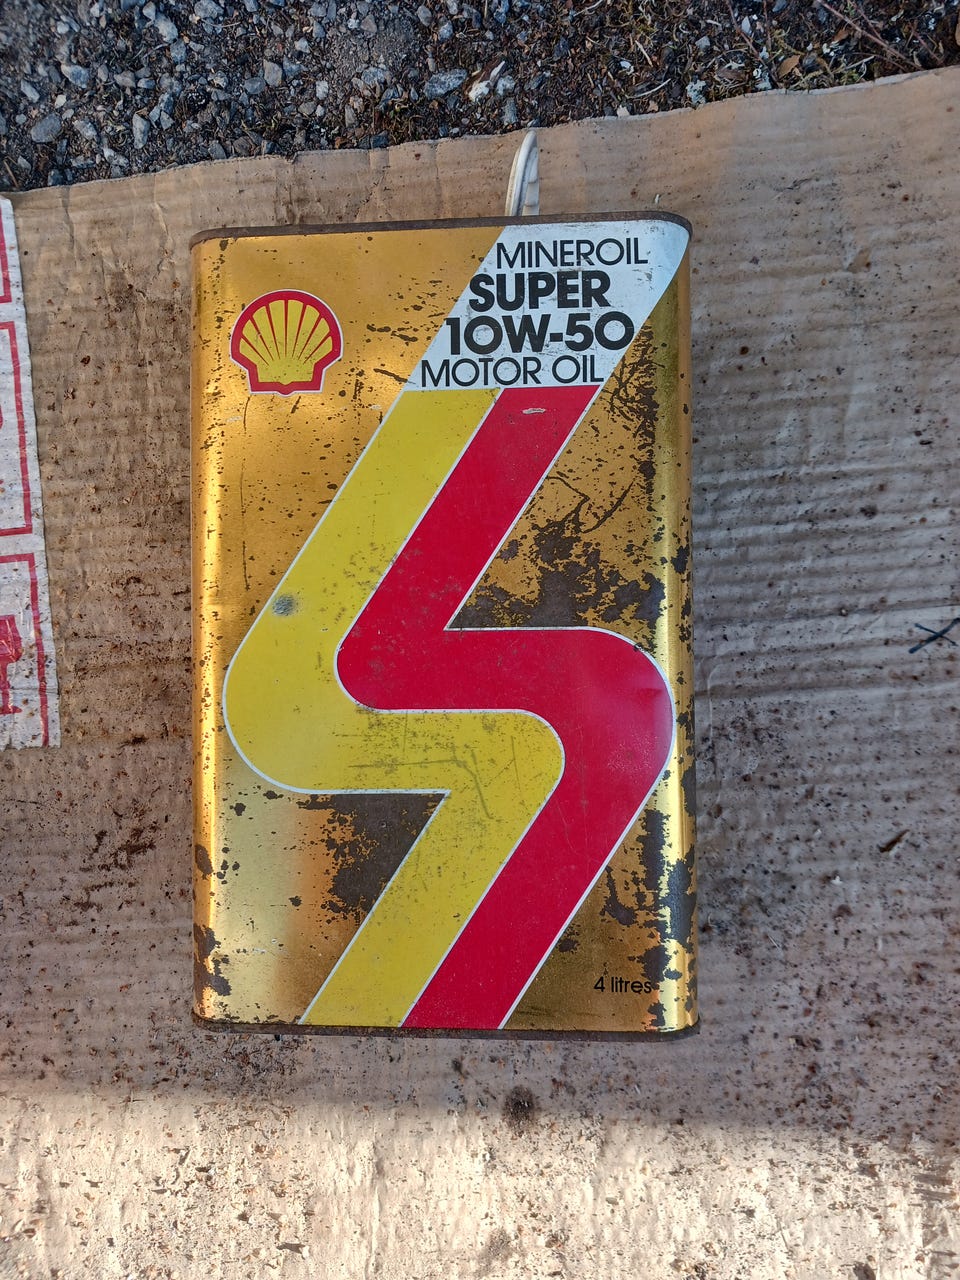 MINEROIL
SUPER
10W-50
MOTOR OIL
4 litres